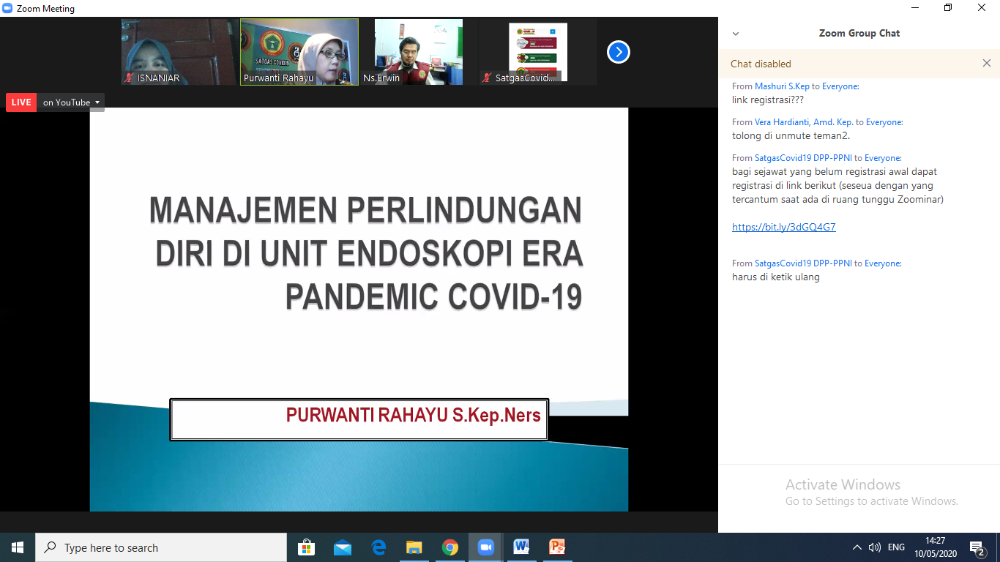 Zoom Meeting
SATGAS COVID19
ISNANIAR
Purwanti Rahayu
Ns.Erwin
SatgasCovid...
LIVE on YouTube
MANAJEMEN PERLINDUNGAN
DIRI DI UNIT ENDOSKOPI ERA
PANDEMIC COVID-19
PURWANTI RAHAYU S.Kep.Ners
Zoom Group Chat
Chat disabled
From Mashuri S.Kep to Everyone:
link registrasi???
From Vera Hardianti, Amd. Kep. to Everyone:
tolong di unmute teman2.
From SatgasCovid19 DPP-PPNI to Everyone:
bagi sejawat yang belum registrasi awal dapat
registrasi di link berikut (seseua dengan yang
tercantum saat ada di ruang tunggu Zoominar)
https://bit.ly/3dGQ4G7
From SatgasCovid19 DPP-PPNI to Everyone:
harus di ketik ulang
Activate Windows
Go to Settings to activate Windows.
Type here to search
ENG
14:27
10/05/2020
2